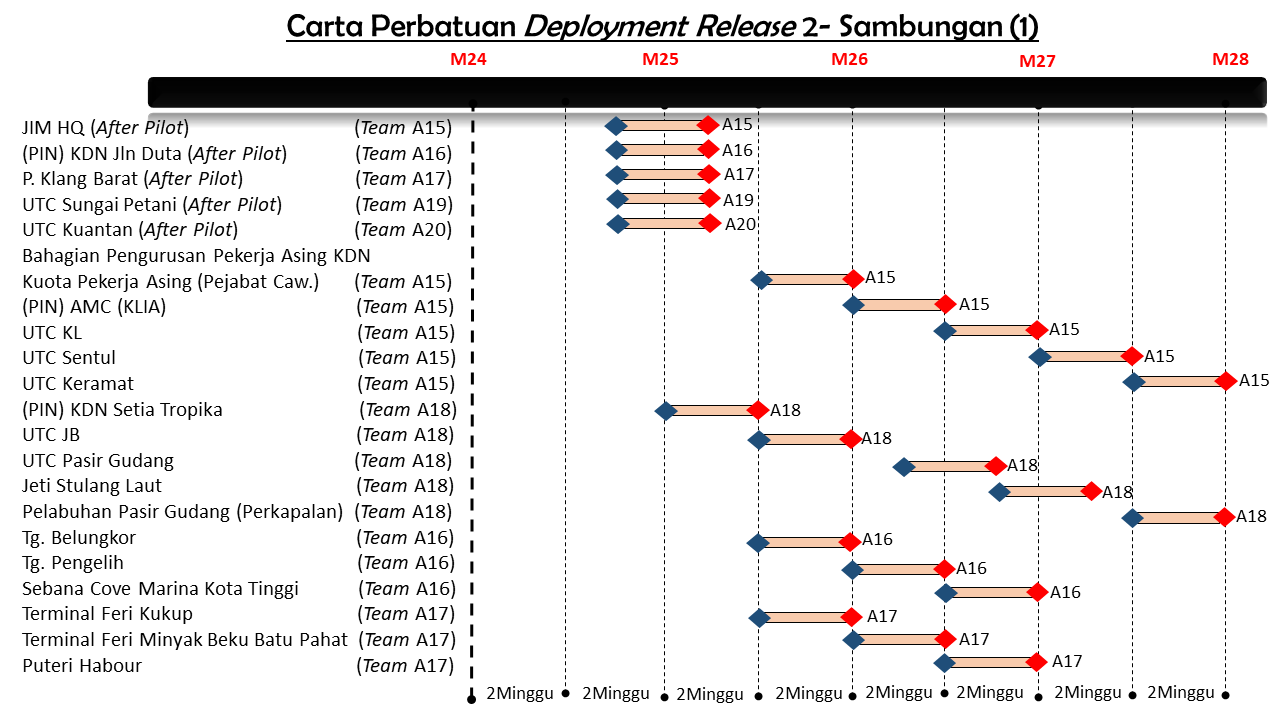 Carta Perbatuan Deployment Release 2- Sambungan (1)
M24 M25 M26 M27 M28
JIM HQ (After Pilot) (Team A15) A15
(PIN) KDN Jln Duta (After Pilot) (Team A16) A16
P. Klang Barat (After Pilot) (Team A17) A17
UTC Sungai Petani (After Pilot) (Team A19) A19
UTC Kuantan (After Pilot) (Team A20) A20
Bahagian Pengurusan Pekerja Asing KDN
Kuota Pekerja Asing (Pejabat Caw.) (Team A15) A15
(PIN) AMC (KLIA) (Team A15) A15
UTC KL (Team A15) A15
UTC Sentul (Team A15) A15
UTC Keramat (Team A15) A15
(PIN) KDN Setia Tropika (Team A18) A18
UTC JB (Team A18) A18
UTC Pasir Gudang (Team A18) A18
Jeti Stulang Laut (Team A18) A18
Pelabuhan Pasir Gudang (Perkapalan) (Team A18) A18
Tg. Belungkor (Team A16) A16
Tg. Pengelih (Team A16) A16
Sebana Cove Marina Kota Tinggi (Team A16) A16
Terminal Feri Kukup (Team A17) A17
Terminal Feri Minyak Beku Batu Pahat (Team A17) A17
Puteri Habour (Team A17) A17
2Minggu 2Minggu 2Minggu 2Minggu 2Minggu 2Minggu 2Minggu 2Minggu